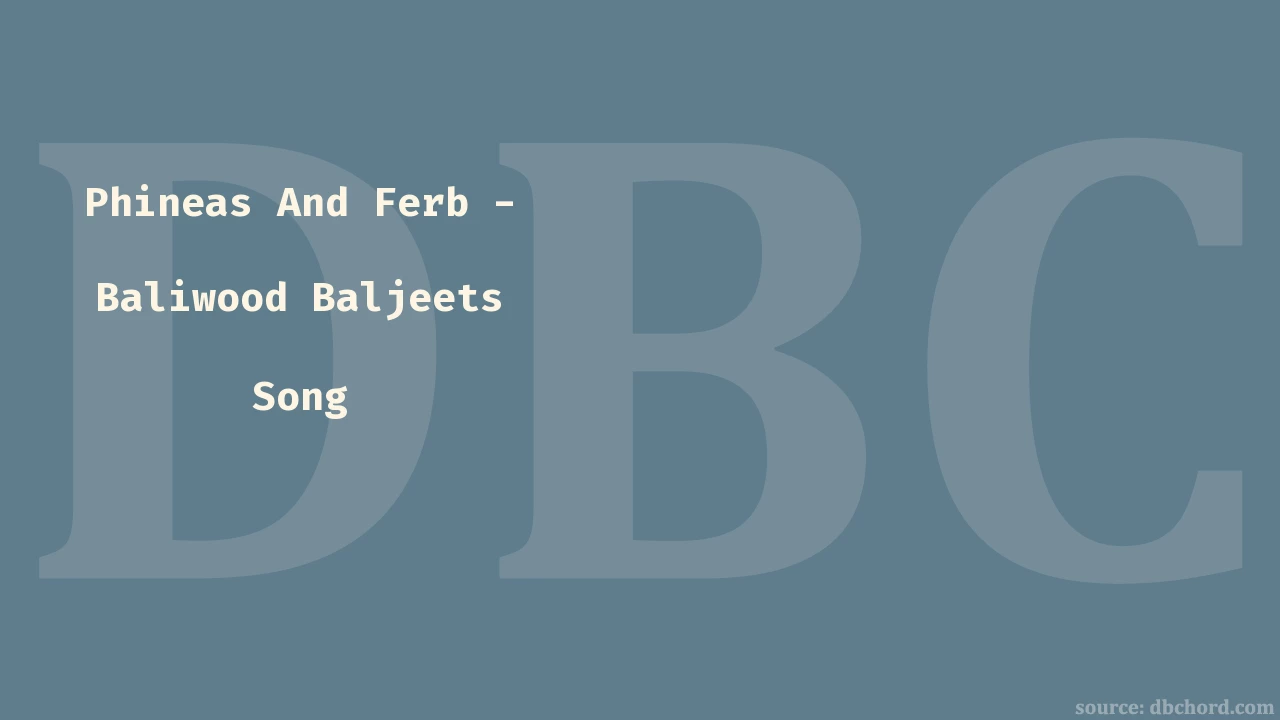 DBC
Phineas And Ferb -
Baliwood Baljeets
Song
source: dbchord.com